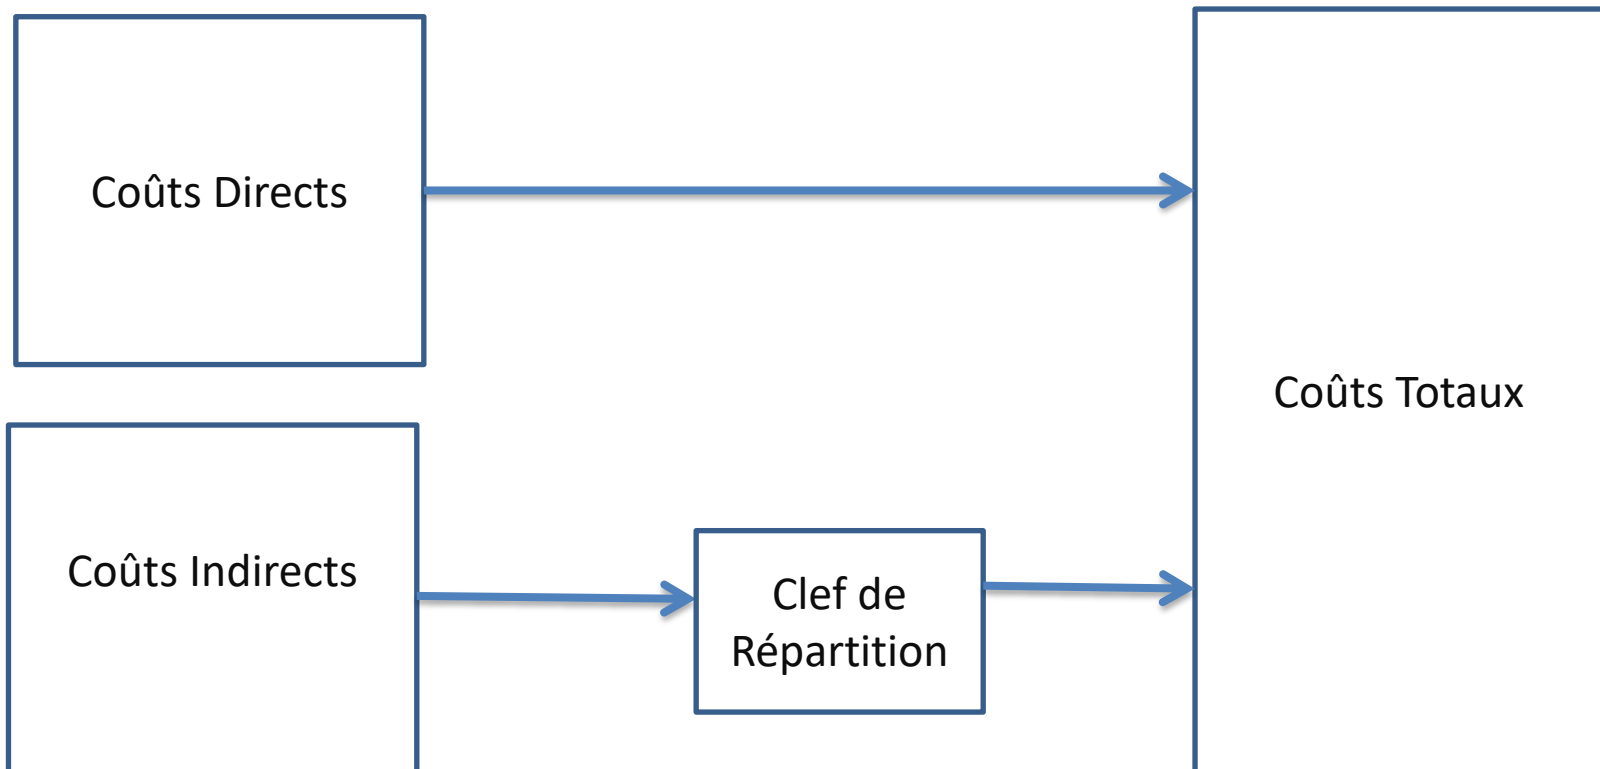 Coûts Directs
Coûts Totaux
Coûts Indirects
Clef de
Répartition